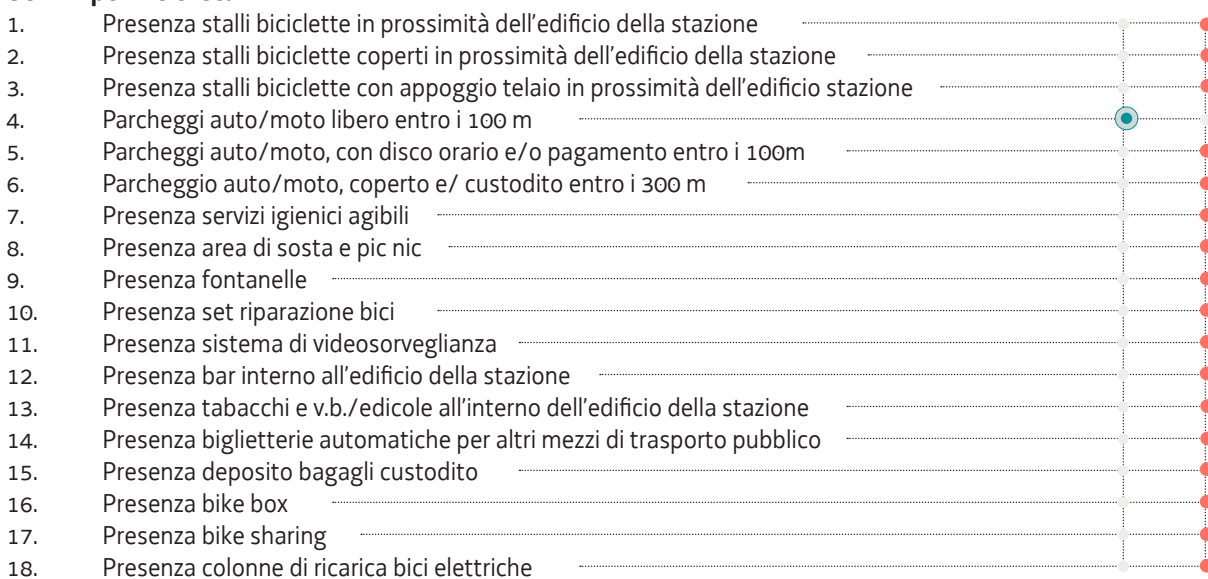 1. Presenza stalli biciclette in prossimità dell'edificio della stazione
2. Presenza stalli biciclette coperti in prossimità dell'edificio della stazione
3. Presenza stalli biciclette con appoggio telaio in prossimità dell'edificio stazione
4. Parcheggi auto/moto libero entro i 100 m
5. Parcheggi auto/moto, con disco orario e/o pagamento entro i 100m
6. Parcheggio auto/moto, coperto e/ custodito entro i 300 m
7. Presenza servizi igienici agibili
8. Presenza area di sosta e pic nic
9. Presenza fontanelle
10. Presenza set riparazione bici
11. Presenza sistema di videosorveglianza
12. Presenza bar interno all'edificio della stazione
13. Presenza tabacchi e v.b./edicole all'interno dell'edificio della stazione
14. Presenza biglietterie automatiche per altri mezzi di trasporto pubblico
15. Presenza deposito bagagli custodito
16. Presenza bike box
17. Presenza bike sharing
18. Presenza colonne di ricarica bici elettriche